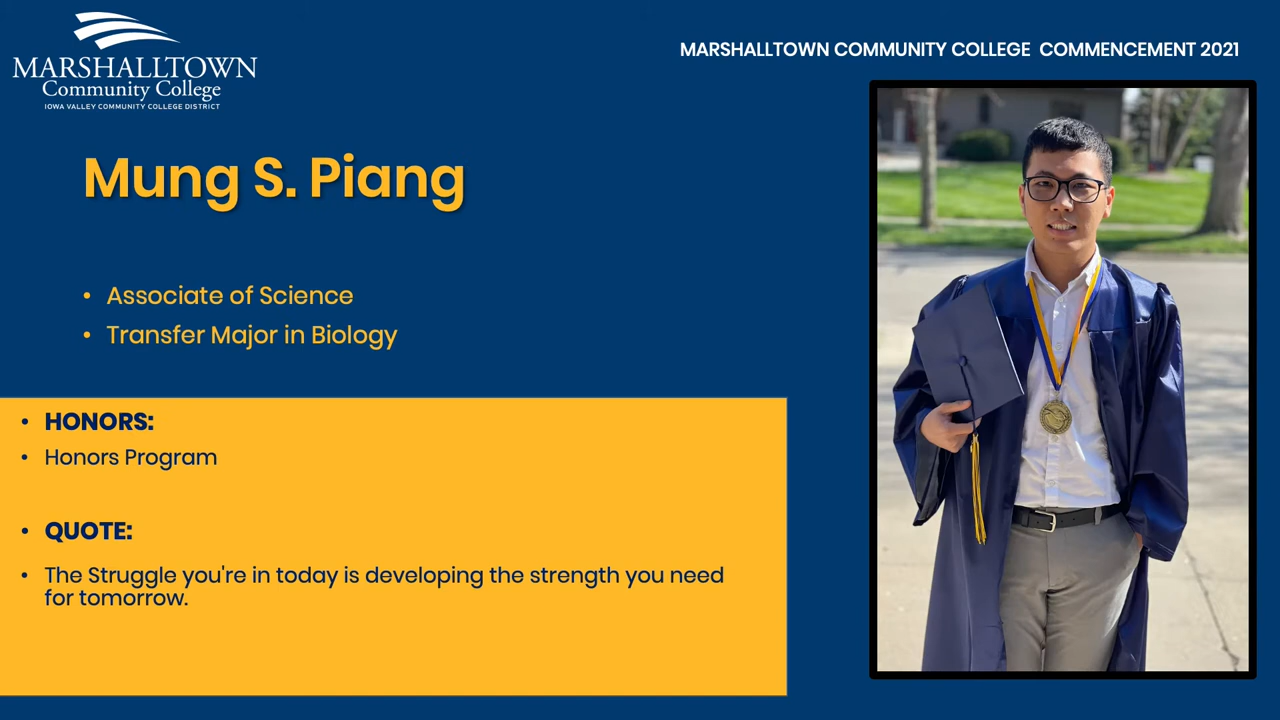 MARSHALLTOWN
Community College
IOWA VALLEY COMMUNITY COLLEGE DISTRICT
MARSHALLTOWN COMMUNITY COLLEGE COMMENCEMENT 2021
Mung S. Piang
• Associate of Science
• Transfer Major in Biology
• HONORS:
• Honors Program
• QUOTE:
• The Struggle you're in today is developing the strength you need
for tomorrow.